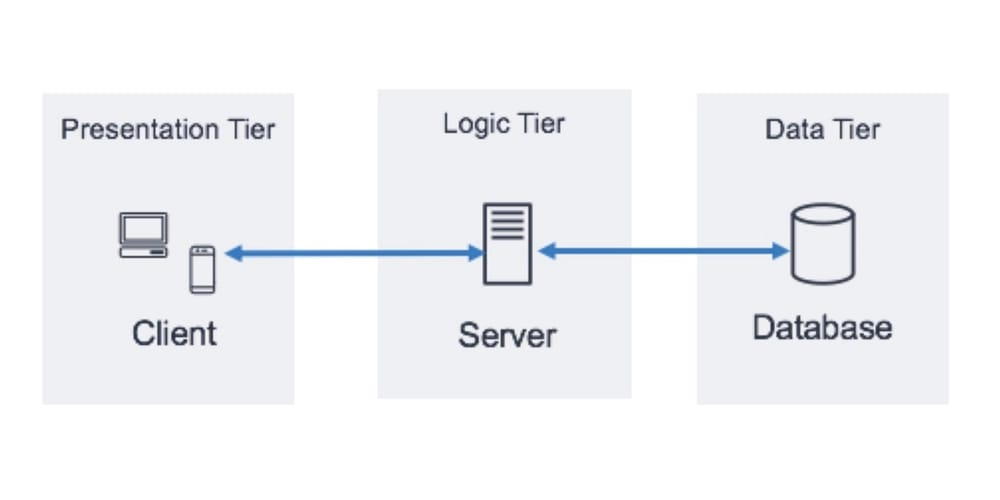 Presentation Tier
Client
Logic Tier
Server
Data Tier
Database